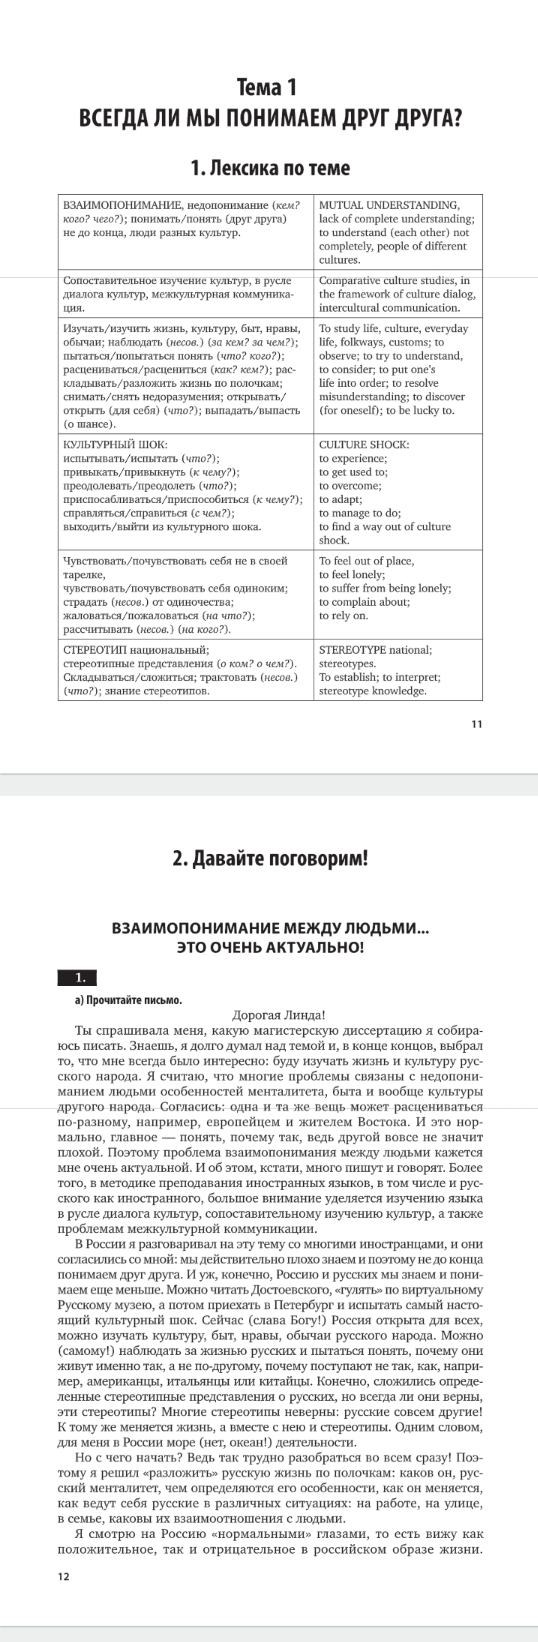 Тема 1
ВСЕГДА ЛИ МЫ ПОНИМАЕМ ДРУГ ДРУГА?
1. Лексика по теме
ВЗАИМОПОНИМАНИЕ, недопонимание (кем?
кого? чего?); понимать/понять (друг друга)
не до конца, люди разных культур.
MUTUAL UNDERSTANDING,
lack of complete understanding;
to understand (each other) not
completely, people of different
cultures.
Сопоставительное изучение культур, в русле
диалога культур, межкультурная коммуника-
ция.
Comparative culture studies, in
the framework of culture dialog,
intercultural communication.
Изучать/изучить жизнь, культуру, быт, нравы,
обычаи; наблюдать (несов.) (за кем? за чем?);
пытаться/попытаться понять (что? кого?);
расцениваться/расцениться (как? кем?); рас-
кладывать/разложить жизнь по полочкам;
снимать/снять недоразумения; открывать/
открыть (для себя) (что?); выпадать/выпасть
(о шансе).
To study life, culture, everyday
life, folkways, customs; to
observe; to try to understand,
to consider; to put one's
life into order; to resolve
misunderstanding; to discover
(for oneself); to be lucky to.
КУЛЬТУРНЫЙ ШОК:
испытывать/испытать (что?);
привыкать/привыкнуть (к чему?);
преодолевать/преодолеть (что?);
приспосабливаться/приспособиться (к чему?);
справляться/справиться (с чем?);
выходить/выйти из культурного шока.
CULTURE SHOCK:
to experience;
to get used to;
to overcome;
to adapt;
to manage to do;
to find a way out of culture
shock.
Чувствовать/почувствовать себя не в своей
тарелке,
чувствовать/почувствовать себя одиноким;
страдать (несов.) от одиночества;
жаловаться/пожаловаться (на что?);
рассчитывать (несов.) (на кого?).
To feel out of place,
to feel lonely;
to suffer from being lonely;
to complain about;
to rely on.
СТЕРЕОТИП национальный;
стереотипные представления (о ком? о чем?).
Складываться/сложиться; трактовать (несов.)
(что?); знание стереотипов.
STEREOTYPE national;
stereotypes.
To establish; to interpret;
stereotype knowledge.
11
2. Давайте поговорим!
ВЗАИМОПОНИМАНИЕ МЕЖДУ ЛЮДЬМИ...
ЭТО ОЧЕНЬ АКТУАЛЬНО!
1.
а) Прочитайте письмо.
Дорогая Линда!
Ты спрашивала меня, какую магистерскую диссертацию я собира-
юсь писать. Знаешь, я долго думал над темой и, в конце концов, выбрал
то, что мне всегда было интересно: буду изучать жизнь и культуру рус-
ского народа. Я считаю, что многие проблемы связаны с недопони-
манием людьми особенностей менталитета, быта и вообще культуры
другого народа. Согласись: одна и та же вещь может расцениваться
по-разному, например, европейцем и жителем Востока. И это нор-
мально, главное — понять, почему так, ведь другой вовсе не значит
плохой. Поэтому проблема взаимопонимания между людьми кажется
мне очень актуальной. И об этом, кстати, много пишут и говорят. Более
того, в методике преподавания иностранных языков, в том числе и рус-
ского как иностранного, большое внимание уделяется изучению языка
в русле диалога культур, сопоставительному изучению культур, а также
проблемам межкультурной коммуникации.
В России я разговаривал на эту тему со многими иностранцами, и они
согласились со мной: мы действительно плохо знаем и поэтому не до конца
понимаем друг друга. И уж, конечно, Россию и русских мы знаем и пони-
маем еще меньше. Можно читать Достоевского, «гулять» по виртуальному
Русскому музею, а потом приехать в Петербург и испытать самый насто-
ящий культурный шок. Сейчас (слава Богу!) Россия открыта для всех,
можно изучать культуру, быт, нравы, обычаи русского народа. Можно
(самому!) наблюдать за жизнью русских и пытаться понять, почему они
живут именно так, а не по-другому, почему поступают не так, как, напри-
мер, американцы, итальянцы или китайцы. Конечно, сложились опреде-
ленные стереотипные представления о русских, но всегда ли они верны,
эти стереотипы? Многие стереотипы неверны: русские совсем другие!
К тому же меняется жизнь, а вместе с нею и стереотипы. Одним словом,
для меня в России море (нет, океан!) деятельности.
Но с чего начать? Ведь так трудно разобраться во всем сразу! Поэ-
тому я решил «разложить» русскую жизнь по полочкам: каков он, рус-
ский менталитет, чем определяются его особенности, как он меняется,
как ведут себя русские в различных ситуациях: на работе, на улице,
в семье, каковы их взаимоотношения с людьми.
Я смотрю на Россию «нормальными» глазами, то есть вижу как
положительное, так и отрицательное в российском образе жизни.
12